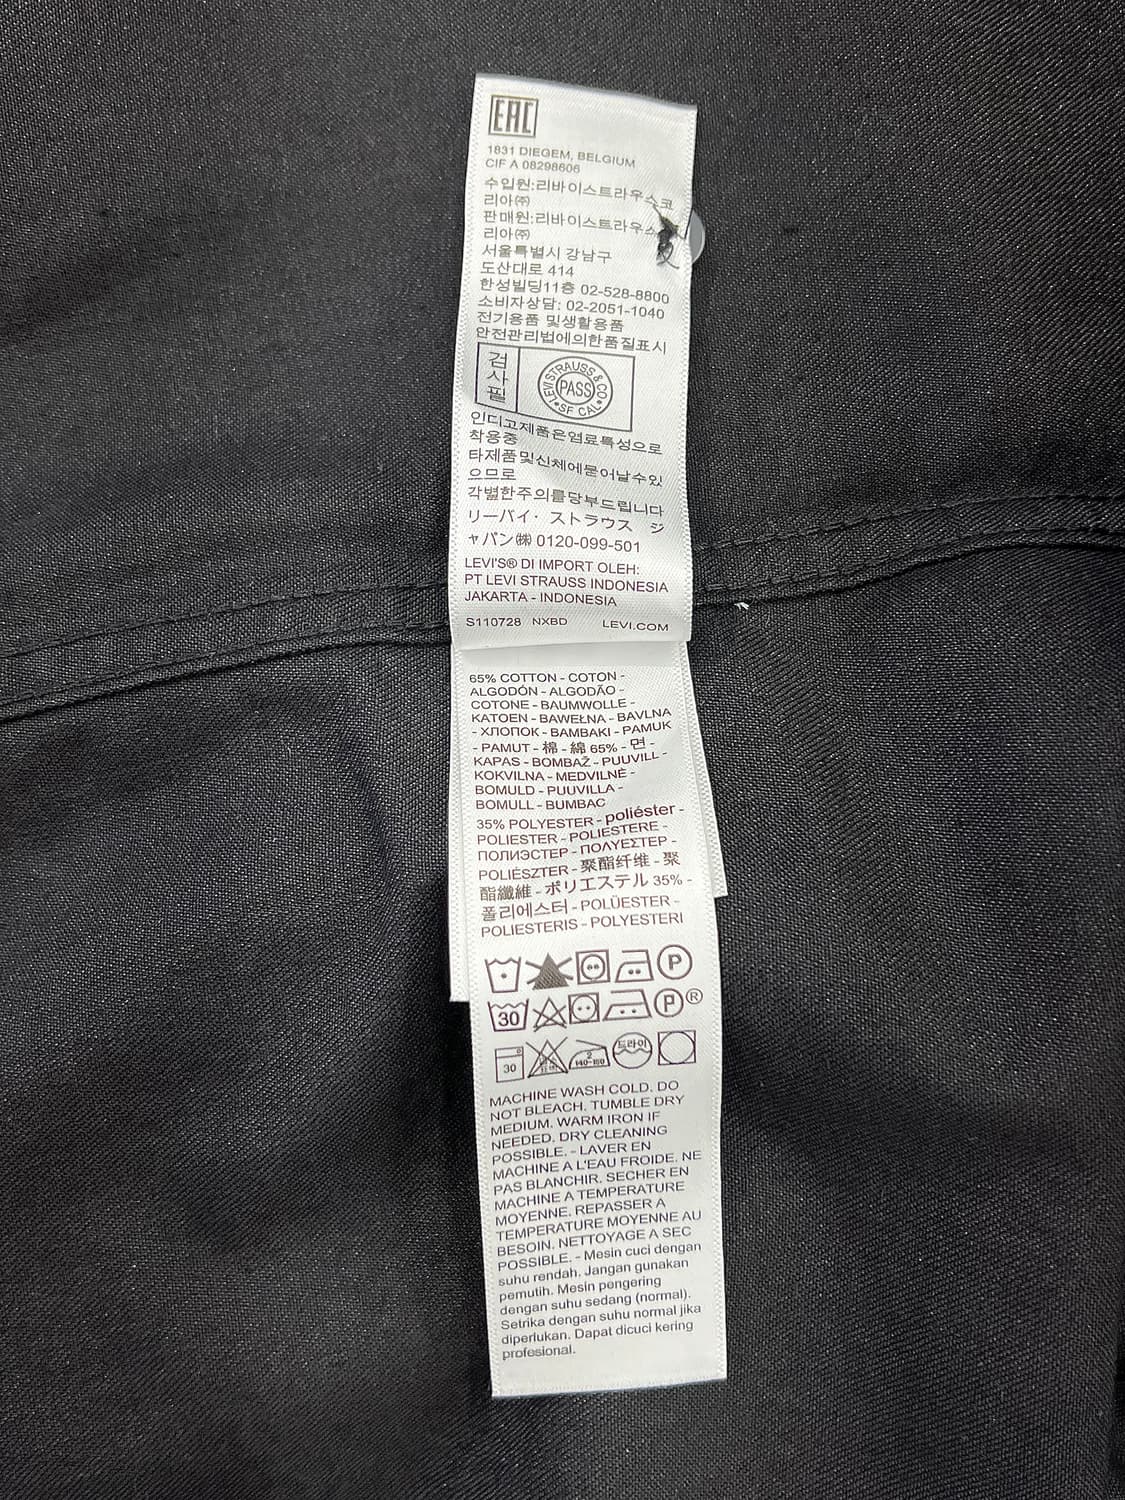 EAC
1831 DIEGEM, BELGIUM
CIF A 08298606
수입원:리바이스트라우스코
리아㈜
판매원:리바이스트라우스
리아㈜
서울특별시 강남구
도산대로 414
한성빌딩11층 02-528-8800
소비자상담: 02-2051-1040
전기용품 및생활용품
안전관리법에의한품질표시
검사필
LEVI STRAUSS & CO
PASS
SF CAL
인디고제품은염료특성으로
착용중
타제품및신체에묻어날수있
으므로
각별한주의를당부드립니다
リーバイ・ストラウス ジ
ャパン㈱ 0120-099-501
LEVI'S® DI IMPORT OLEH:
PT LEVI STRAUSS INDONESIA
JAKARTA - INDONESIA
S110728 NXBD LEVI.COM
65% COTTON - COTON -
ALGODÓN - ALGODÃO -
COTONE - BAUMWOLLE -
KATOEN - BAWEŁNA - BAVLNA
- ХЛОПОК - BAMBAKI - PAMUK
- PAMUT - 棉 - 綿 65% - 면 -
KAPAS - BOMBAŽ - PUUVILL -
KOKVILNA - MEDVILNĖ -
BOMULD - PUUVILLA -
BOMULL - BUMBAC
35% POLYESTER - poliéster -
POLIESTER - POLIESTERE -
ПОЛИЭСТЕР - ΠΟΛΥΕΣΤΕΡ -
POLIÉSZTER - 聚酯纤维 - 聚
酯纖維 - ポリエステル 35% -
폴리에스터 - POLÜESTER -
POLIESTERIS - POLYESTERI
P
30 P®
30 2 140-160 드라이
MACHINE WASH COLD. DO
NOT BLEACH. TUMBLE DRY
MEDIUM. WARM IRON IF
NEEDED. DRY CLEANING
POSSIBLE. - LAVER EN
MACHINE A L'EAU FROIDE. NE
PAS BLANCHIR. SECHER EN
MACHINE A TEMPERATURE
MOYENNE. REPASSER A
TEMPERATURE MOYENNE AU
BESOIN. NETTOYAGE A SEC
POSSIBLE. - Mesin cuci dengan
suhu rendah. Jangan gunakan
pemutih. Mesin pengering
dengan suhu sedang (normal).
Setrika dengan suhu normal jika
diperlukan. Dapat dicuci kering
profesional.